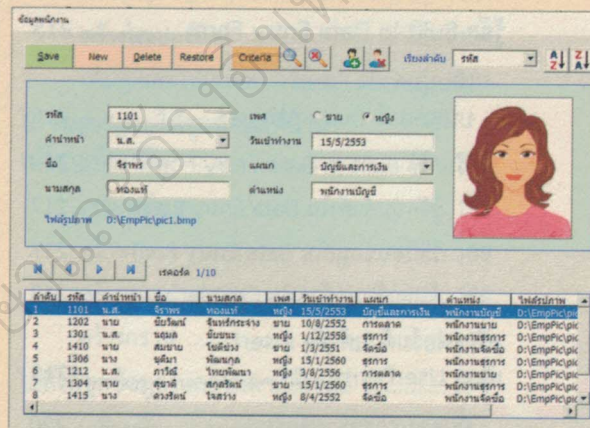 ข้อมูลพนักงาน
Save New Delete Restore Criteria เรียงลำดับ รหัส A Z Z A
รหัส 1101 เพศ ชาย หญิง
คำนำหน้า น.ส. วันเข้าทำงาน 15/5/2553
ชื่อ จิราพร แผนก บัญชีและการเงิน
นามสกุล ทองแท้ ตำแหน่ง พนักงานบัญชี
ไฟล์รูปภาพ D:\EmpPic\pic1.bmp
เรคอร์ด 1/10
ลำดับ รหัส คำนำหน้า ชื่อ นามสกุล เพศ วันเข้าทำงาน แผนก ตำแหน่ง ไฟล์รูปภาพ
1 1101 น.ส. จิราพร ทองแท้ หญิง 15/5/2553 บัญชีและการเงิน พนักงานบัญชี D:\EmpPic\pic
2 1202 นาย ชัยวัฒน์ จันทร์กระจ่าง ชาย 10/8/2552 การตลาด พนักงานขาย D:\EmpPic\pic
3 1301 น.ส. นฤมล ชัยชนะ หญิง 1/12/2558 ธุรการ พนักงานธุรการ D:\EmpPic\pic
4 1410 นาย สมชาย โชติช่วง ชาย 1/3/2551 จัดซื้อ พนักงานจัดซื้อ D:\EmpPic\pic
5 1306 นาง ชุติมา พัฒนกุล หญิง 15/1/2560 ธุรการ พนักงานธุรการ D:\EmpPic\pic
6 1212 น.ส. ภาวิณี ไทยพัฒนา หญิง 3/8/2556 การตลาด พนักงานขาย D:\EmpPic\pic
7 1304 นาย สุชาติ สกุลรัตน์ ชาย 15/1/2560 ธุรการ พนักงานธุรการ D:\EmpPic\pic
8 1415 นาง ดวงรัตน์ ใจสว่าง หญิง 8/4/2552 จัดซื้อ พนักงานจัดซื้อ D:\EmpPic\pic